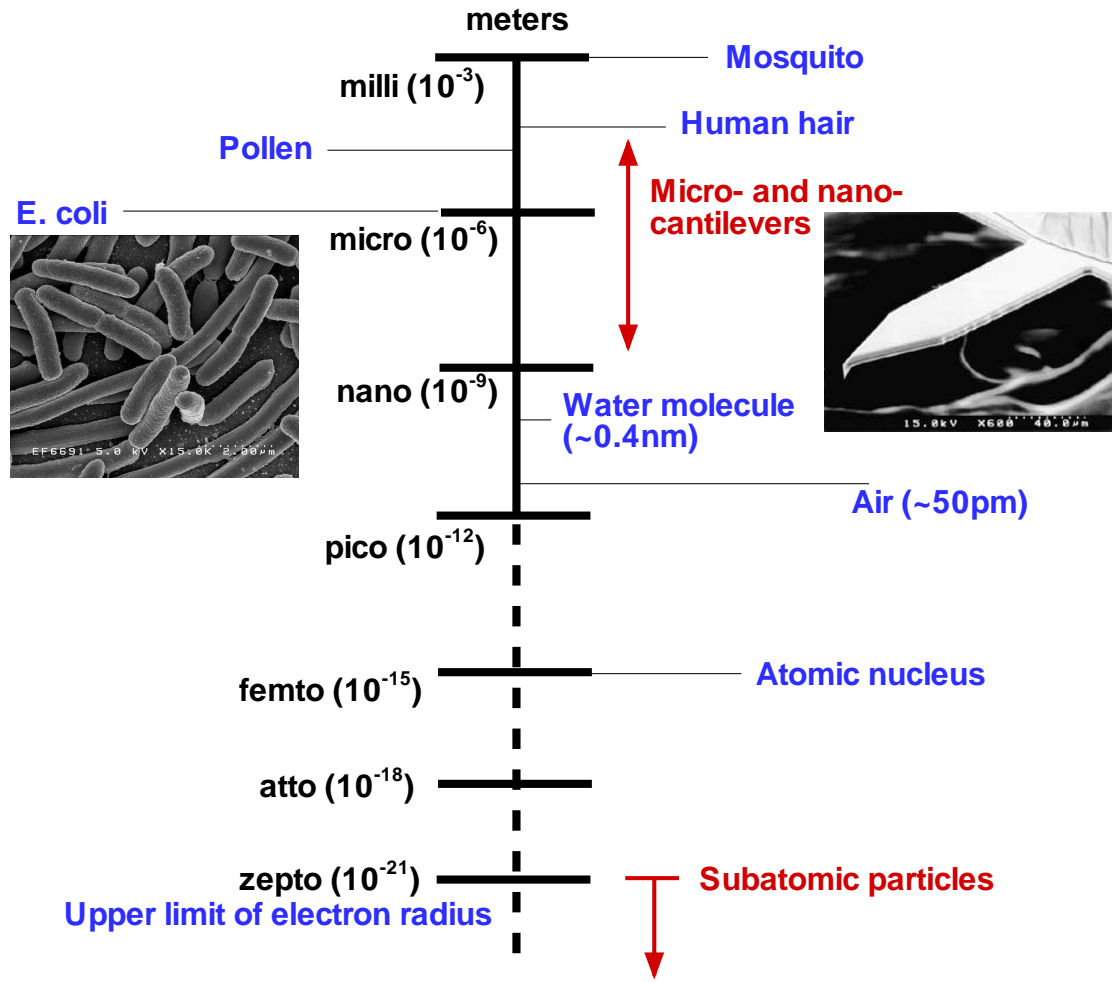 meters
Mosquito
milli (10⁻³)
Human hair
Pollen
Micro- and nano-
cantilevers
E. coli
micro (10⁻⁶)
nano (10⁻⁹)
Water molecule
(~0.4nm)
15.0kV X600 40.0μm
EF6691 5.0 kV X15.0K 2.00μm
Air (~50pm)
pico (10⁻¹²)
femto (10⁻¹⁵)
Atomic nucleus
atto (10⁻¹⁸)
zepto (10⁻²¹)
Subatomic particles
Upper limit of electron radius